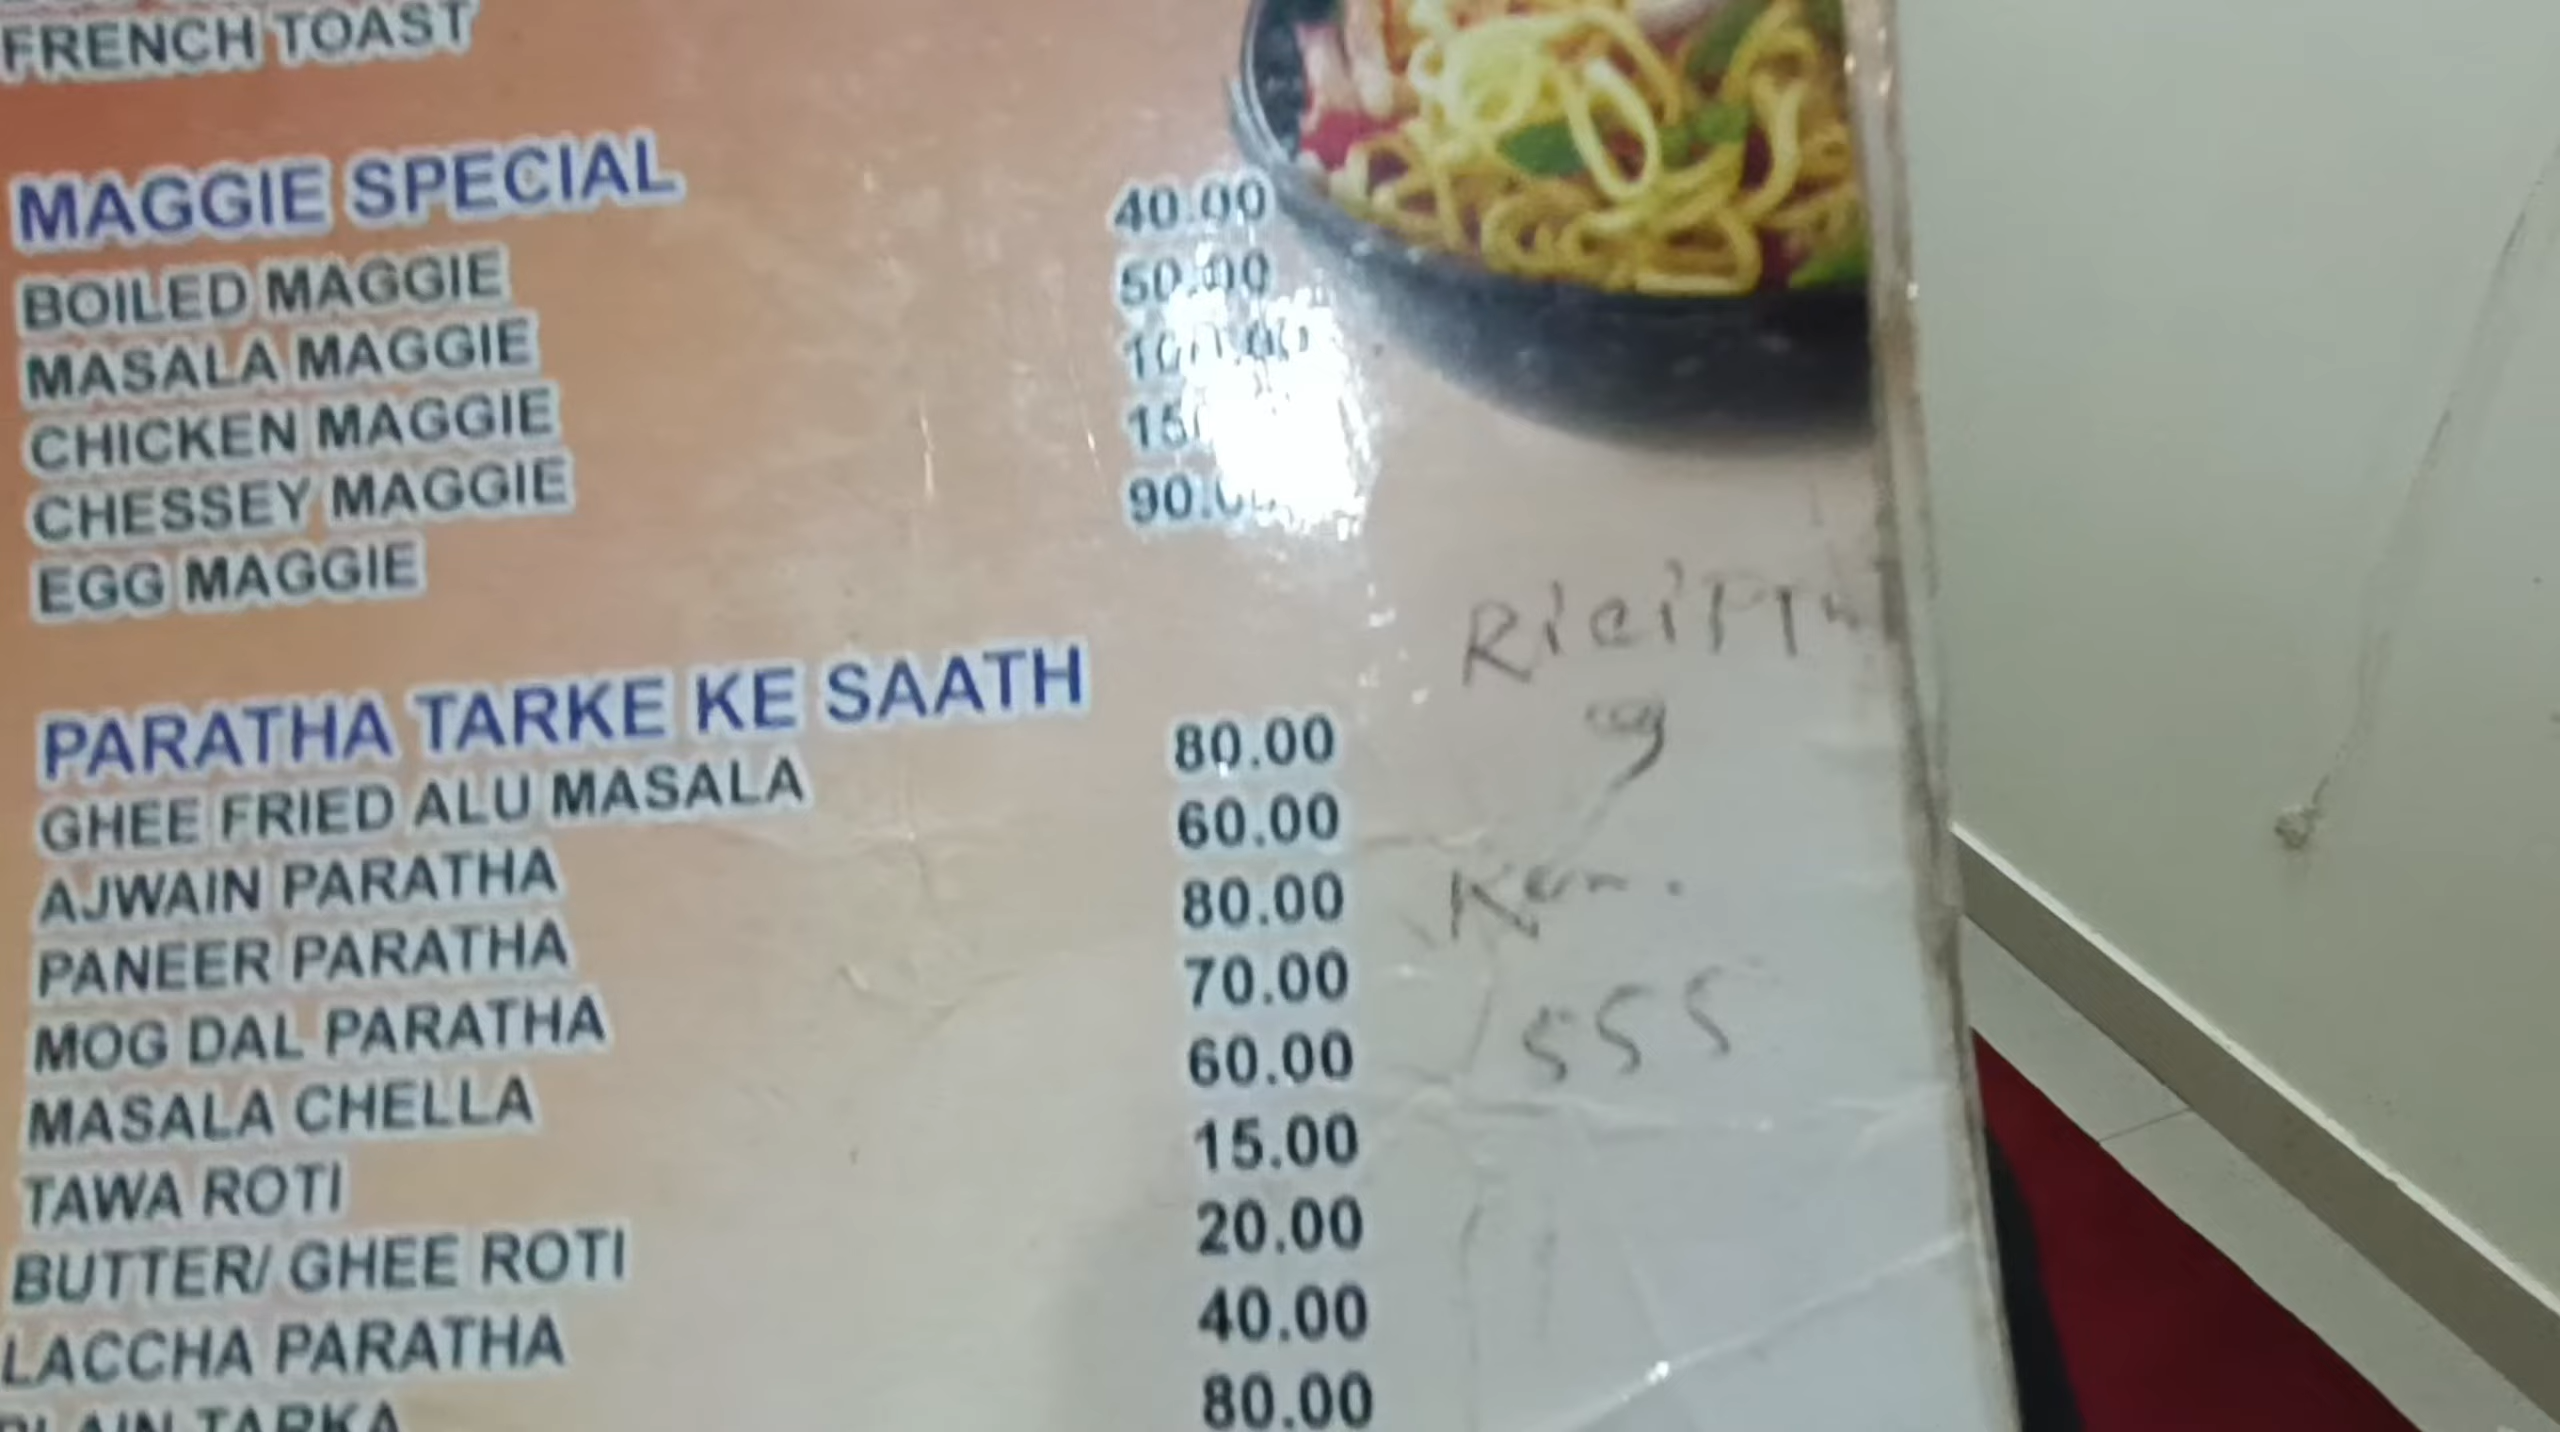 FRENCH TOAST
MAGGIE SPECIAL
BOILED MAGGIE 40.00
MASALA MAGGIE 50.00
CHICKEN MAGGIE
CHESSEY MAGGIE
EGG MAGGIE
PARATHA TARKE KE SAATH
GHEE FRIED ALU MASALA 80.00
AJWAIN PARATHA 60.00
PANEER PARATHA 80.00
MOG DAL PARATHA 70.00
MASALA CHELLA 60.00
TAWA ROTI 15.00
BUTTER/ GHEE ROTI 20.00
LACCHA PARATHA 40.00
PLAIN TARKA 80.00
555